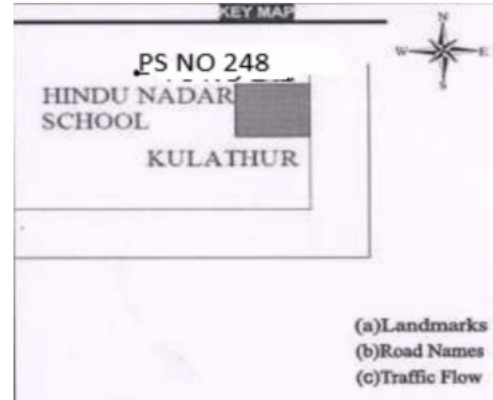 KEY MAP
N
W E
S
PS NO 248
HINDU NADAR
SCHOOL
KULATHUR
(a)Landmarks
(b)Road Names
(c)Traffic Flow